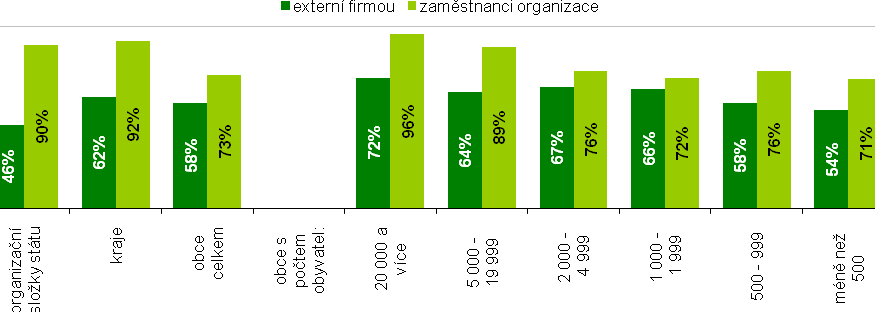 externí firmou
zaměstnanci organizace
46%
90%
62%
92%
58%
73%
72%
96%
64%
89%
67%
76%
66%
72%
58%
76%
54%
71%
organizační
složky státu
kraje
obce
celkem
obce s
počtem
obyvatel:
20 000 a
více
5 000 -
19 999
2 000 -
4 999
1 000 -
1 999
500 - 999
méně než
500